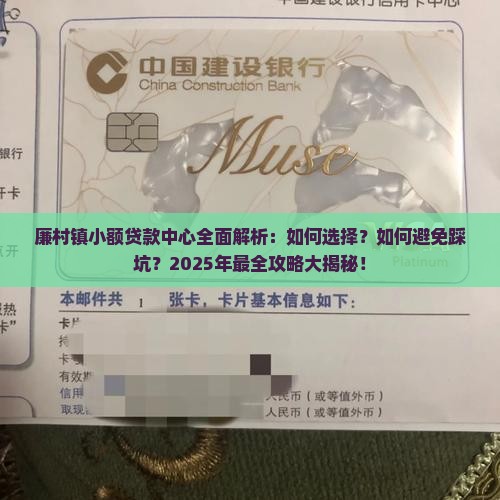 中国建设银行信用卡中心
中国建设银行
China Construction Bank
Muse
银行
开卡
廉村镇小额贷款中心全面解析：如何选择？如何避免踩
坑？2025年最全攻略大揭秘！
Platinum
本邮件共 1 张卡，卡片基本信息如下：
卡片
卡号
有效期
信用
人民币（或等值外币）
取现
人民币（或等值外币）